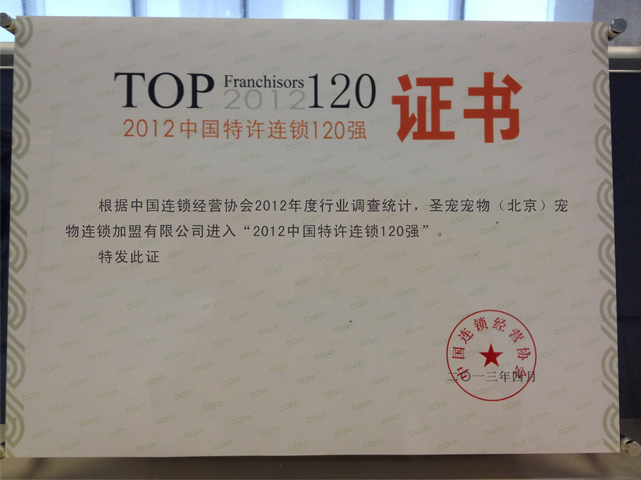 TOP Franchisors 2012 120 证书
2012中国特许连锁120强
根据中国连锁经营协会2012年度行业调查统计，圣宠宠物（北京）宠
物连锁加盟有限公司进入“2012中国特许连锁120强”。
特发此证
中国连锁经营协会
二〇一三年四月